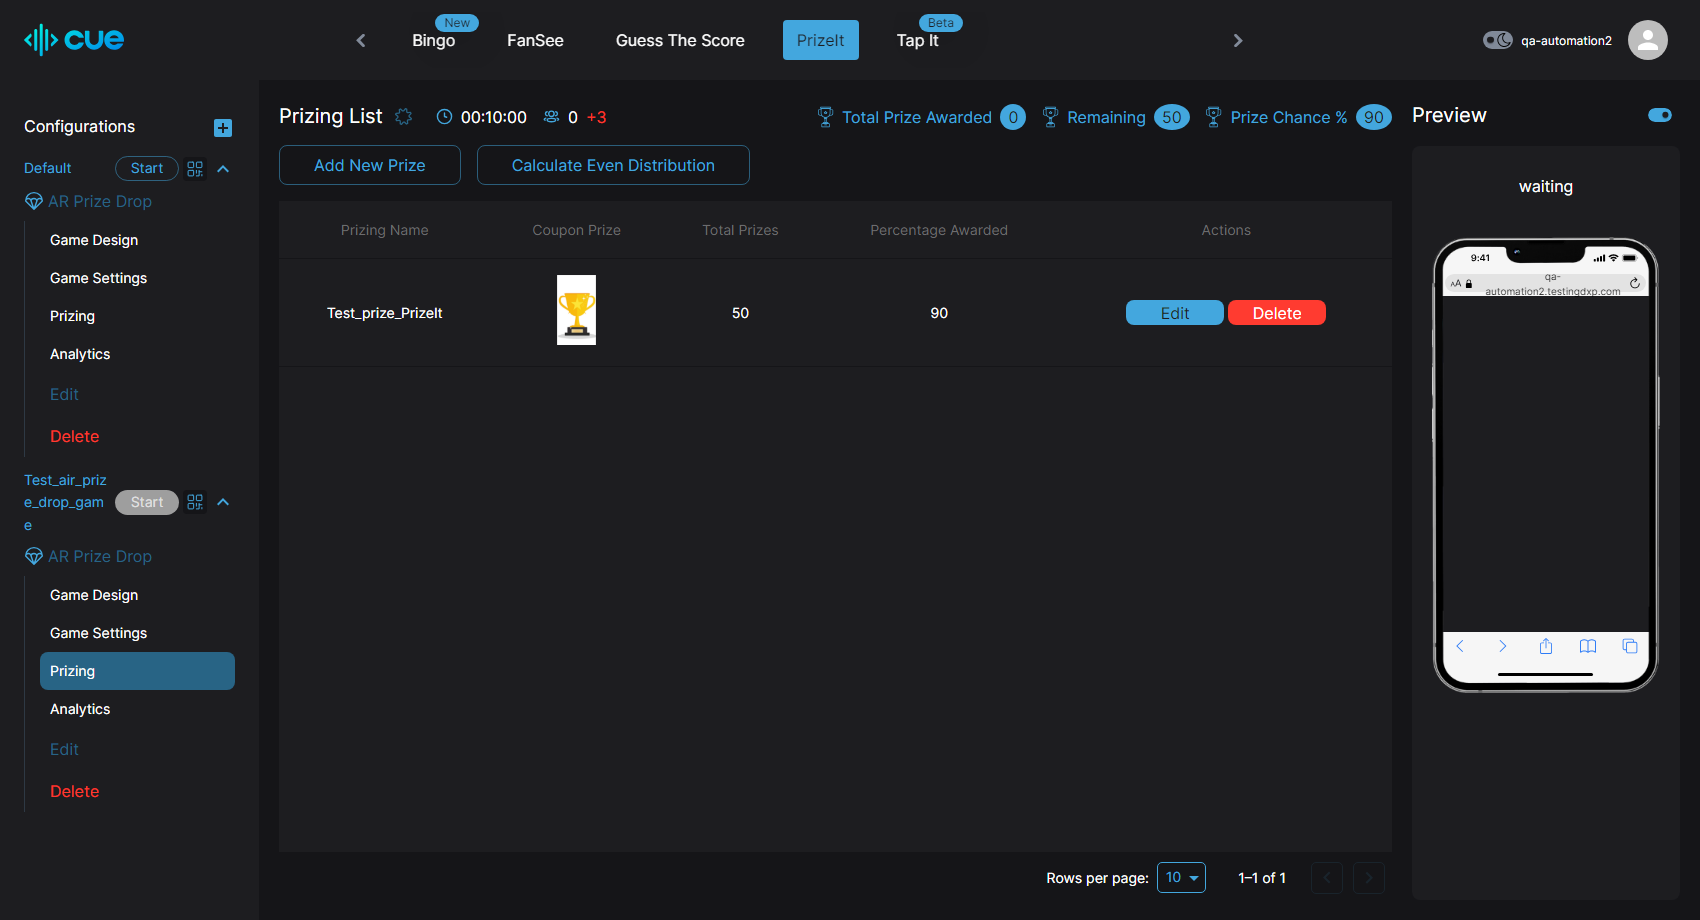 cue
New
Bingo
FanSee
Guess The Score
PrizeIt
Beta
Tap It
qa-automation2
Configurations
Default
Start
AR Prize Drop
Game Design
Game Settings
Prizing
Analytics
Edit
Delete
Test_air_priz
e_drop_gam
e
Start
AR Prize Drop
Game Design
Game Settings
Prizing
Analytics
Edit
Delete
Prizing List
00:10:00
0 +3
Total Prize Awarded 0
Remaining 50
Prize Chance % 90
Add New Prize
Calculate Even Distribution
Prizing Name
Coupon Prize
Total Prizes
Percentage Awarded
Actions
Test_prize_PrizeIt
50
90
Edit
Delete
Rows per page: 10
1–1 of 1
Preview
waiting
9:41
AA
qa-
automation2.testingdxp.com